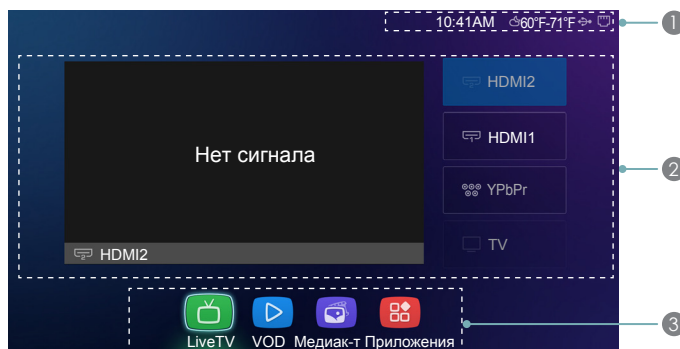 10:41AM 60°F-71°F
1
HDMI2
HDMI1
Нет сигнала
2
YPbPr
TV
HDMI2
3
LiveTV VOD Медиак-т Приложения